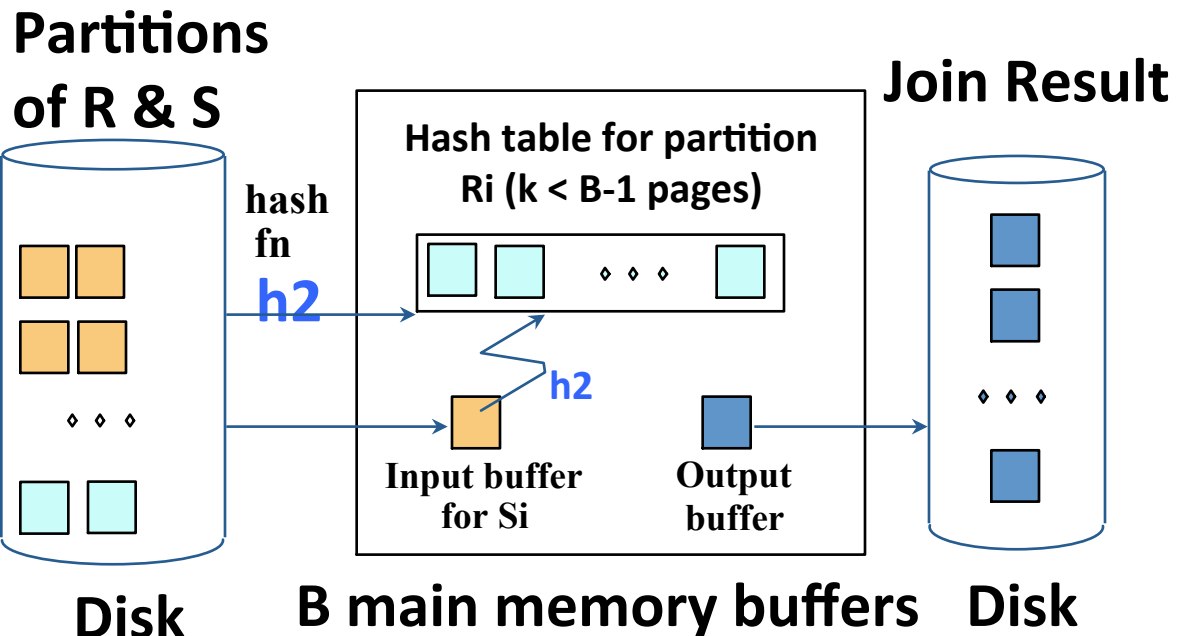 Partitions
of R & S
Join Result
Hash table for partition
Ri (k < B-1 pages)
hash
fn
h2
h2
Input buffer
for Si
Output
buffer
Disk
B main memory buffers
Disk